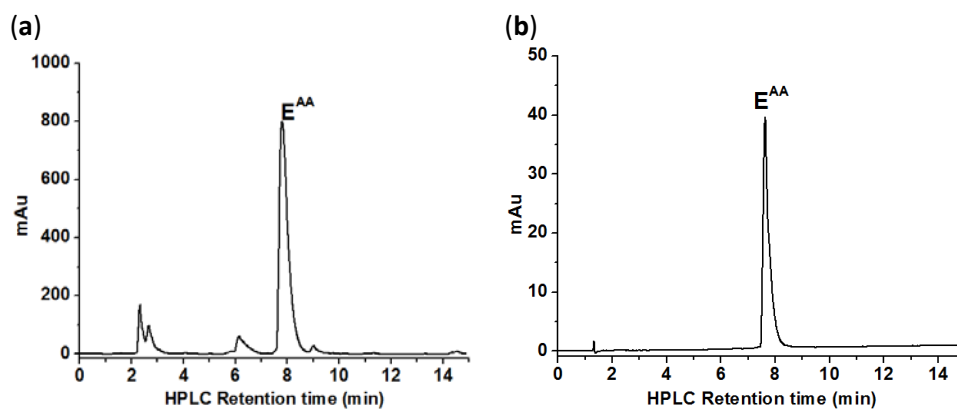 (a)
1000
800
600
400
200
0
mAu
E^AA
0 2 4 6 8 10 12 14
HPLC Retention time (min)
(b)
50
40
30
20
10
0
mAu
E^AA
0 2 4 6 8 10 12 14
HPLC Retention time (min)